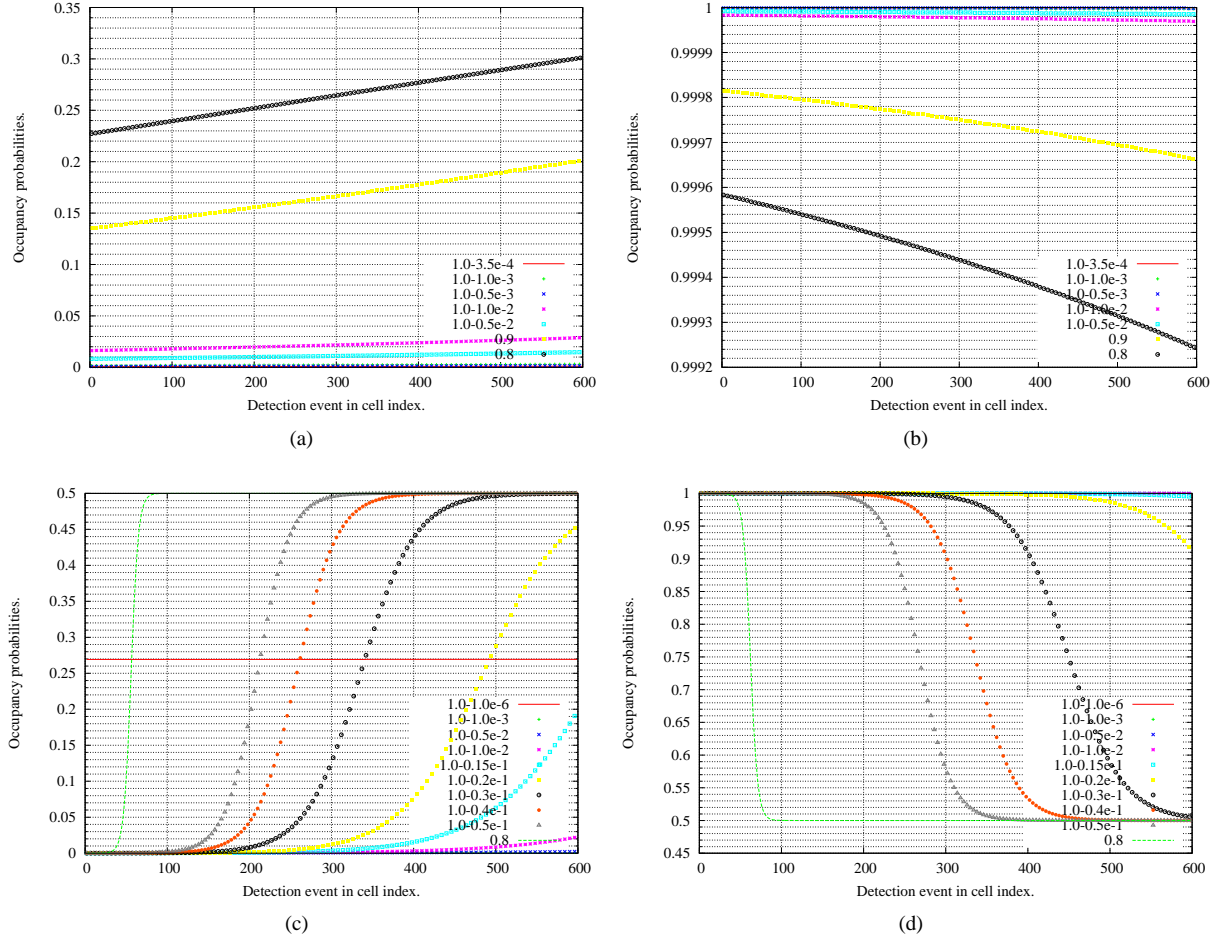 0.35
0.3
0.25
0.2
0.15
0.1
0.05
0
Occupancy probabilities.
1.0-3.5e-4
1.0-1.0e-3
1.0-0.5e-3
1.0-1.0e-2
1.0-0.5e-2
0.9
0.8
0 100 200 300 400 500 600
Detection event in cell index.
(a)
1
0.9999
0.9998
0.9997
0.9996
0.9995
0.9994
0.9993
0.9992
Occupancy probabilities.
1.0-3.5e-4
1.0-1.0e-3
1.0-0.5e-3
1.0-1.0e-2
1.0-0.5e-2
0.9
0.8
0 100 200 300 400 500 600
Detection event in cell index.
(b)
0.5
0.45
0.4
0.35
0.3
0.25
0.2
0.15
0.1
0.05
0
Occupancy probabilities.
1.0-1.0e-6
1.0-1.0e-3
1.0-0.5e-2
1.0-1.0e-2
1.0-0.15e-1
1.0-0.2e-1
1.0-0.3e-1
1.0-0.4e-1
1.0-0.5e-1
0.8
0 100 200 300 400 500 600
Detection event in cell index.
(c)
1
0.95
0.9
0.85
0.8
0.75
0.7
0.65
0.6
0.55
0.5
0.45
Occupancy probabilities.
1.0-1.0e-6
1.0-1.0e-3
1.0-0.5e-2
1.0-1.0e-2
1.0-0.15e-1
1.0-0.2e-1
1.0-0.3e-1
1.0-0.4e-1
1.0-0.5e-1
0.8
0 100 200 300 400 500 600
Detection event in cell index.
(d)